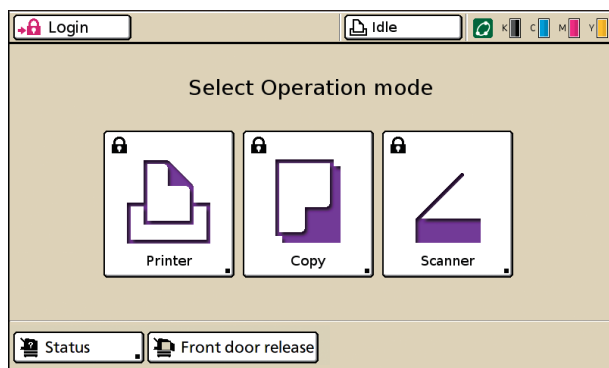 Login
Idle
K C M Y
Select Operation mode
Printer Copy Scanner
Status Front door release